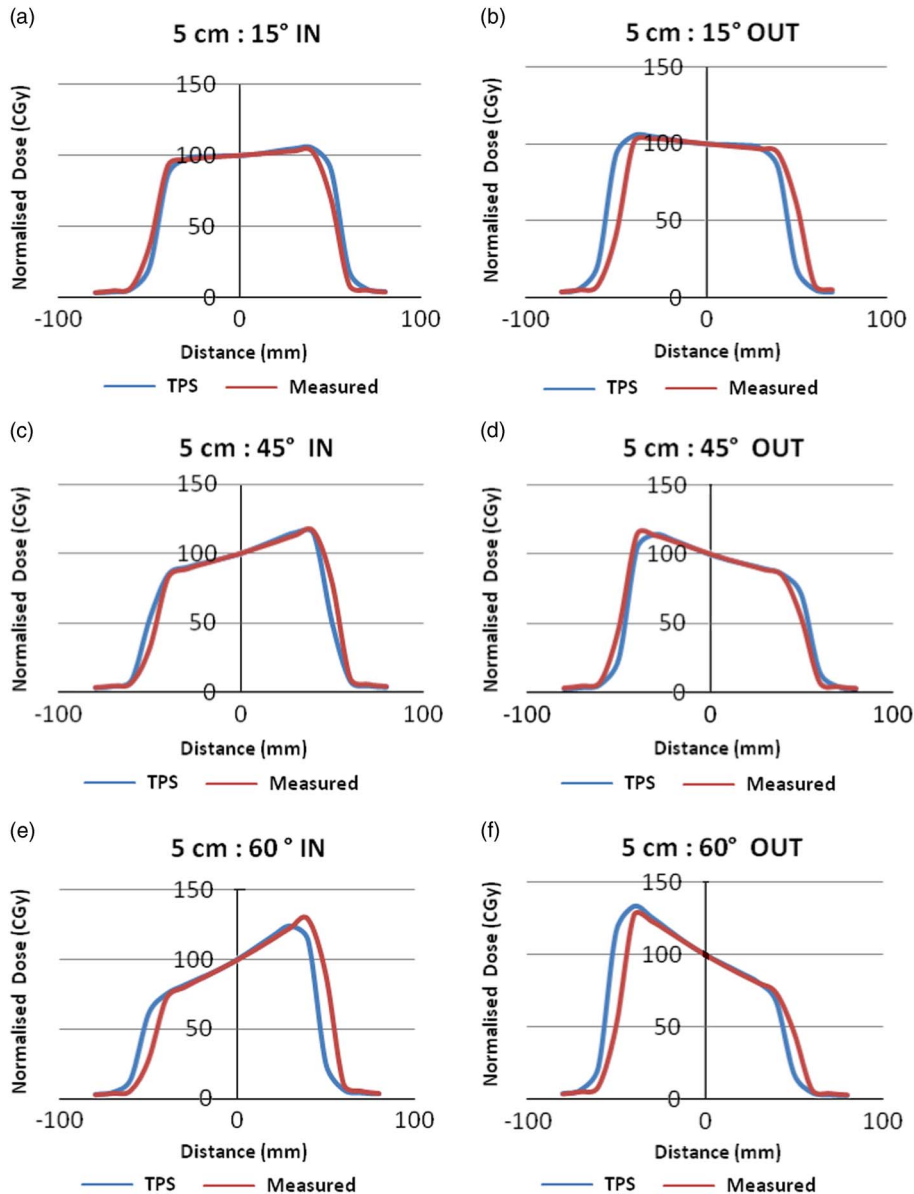 (a)
5 cm : 15° IN
Normalised Dose (CGy)
150
100
50
0
-100 0 100
Distance (mm)
TPS Measured
(b)
5 cm : 15° OUT
Normalised Dose (CGy)
150
100
50
0
-100 0 100
Distance (mm)
TPS Measured
(c)
5 cm : 45° IN
Normalised Dose (CGy)
150
100
50
0
-100 0 100
Distance (mm)
TPS Measured
(d)
5 cm : 45° OUT
Normalised Dose (CGy)
150
100
50
0
-100 0 100
Distance (mm)
TPS Measured
(e)
5 cm : 60 ° IN
Normalised Dose (CGy)
150
100
50
0
-100 0 100
Distance (mm)
TPS Measured
(f)
5 cm : 60° OUT
Normalised Dose (CGy)
150
100
50
0
-100 0 100
Distance (mm)
TPS Measured